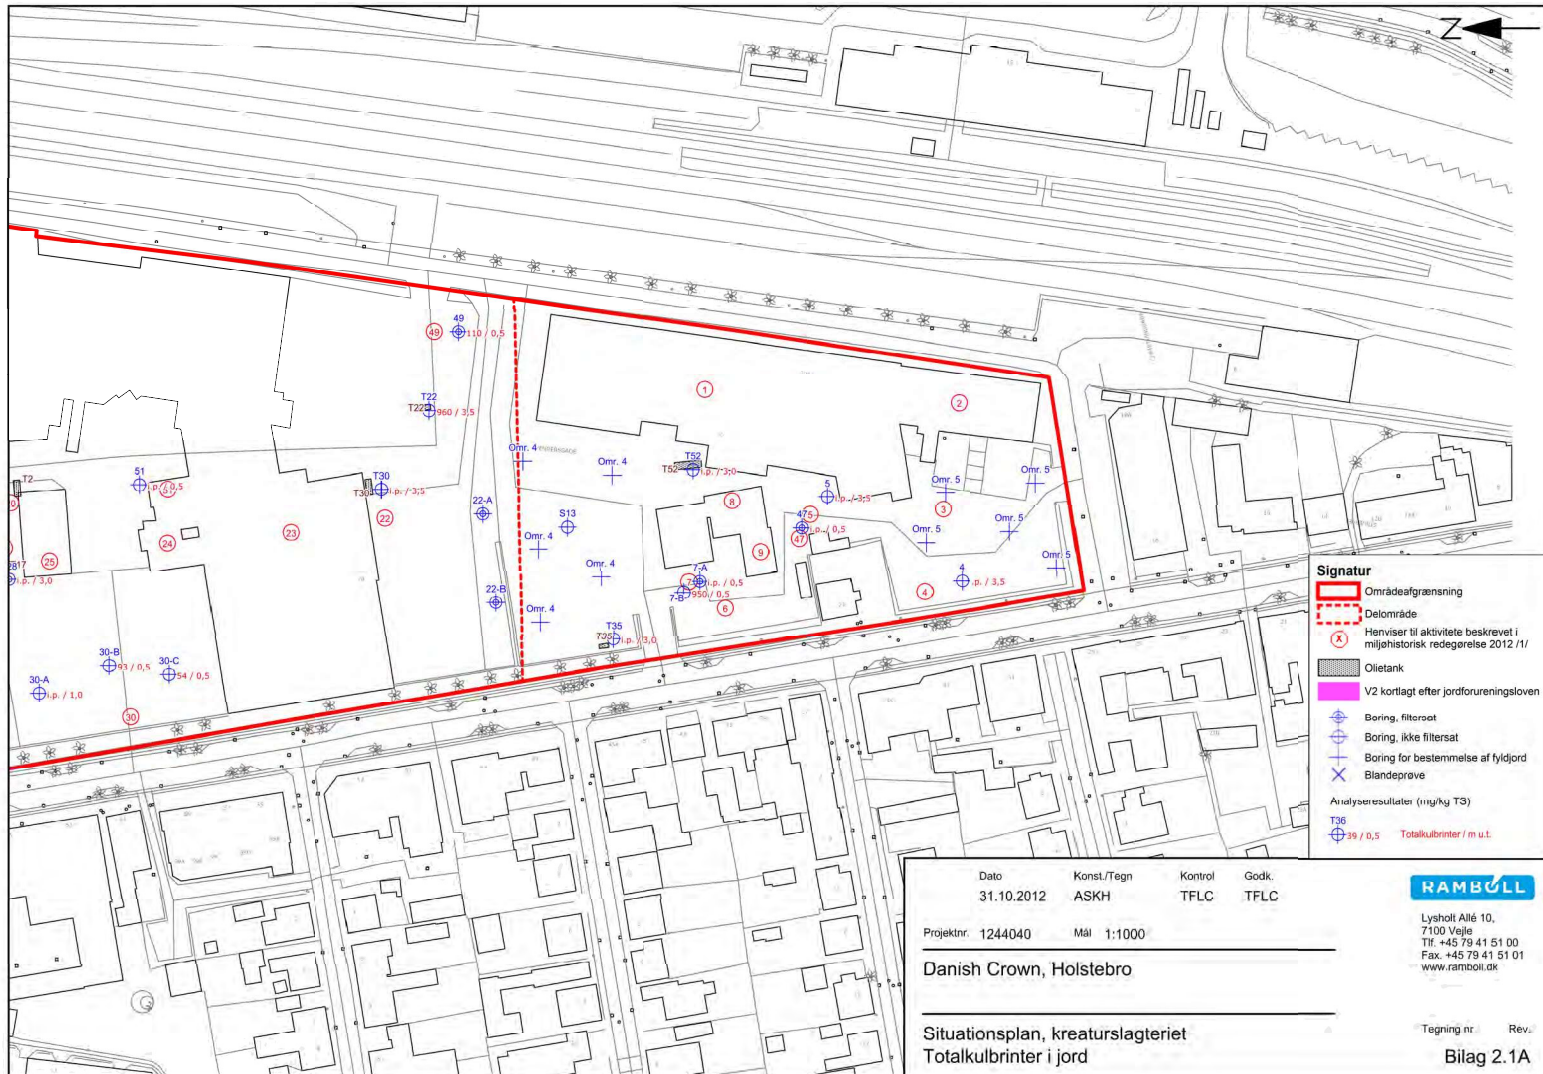 Z
49
49
110 / 0,5
T22
T22
960 / 3,5
1
2
Omr. 4
Omr. 4
T52
T52
i.p. / 3,0
T2
51
i.p. / 0,5
T30
T30
i.p. / 3,5
22
22-A
S13
8
5
i.p. / 3,5
Omr. 5
Omr. 5
3
47
5
i.p. / 0,5
47
Omr. 5
Omr. 5
23
24
25
Omr. 4
Omr. 4
9
7-A
i.p. / 0,5
7-B
950 / 0,5
6
4
4
i.p. / 3,5
Omr. 5
i.p. / 3,0
22-B
Omr. 4
T35
T35
i.p. / 3,0
30-B
93 / 0,5
30-C
54 / 0,5
30-A
i.p. / 1,0
30
Signatur
Områdeafgrænsning
Delområde
X
Henviser til aktivitete beskrevet i
miljøhistorisk redegørelse 2012 /1/
Olietank
V2 kortlagt efter jordforureningsloven
Boring, filtersat
Boring, ikke filtersat
Boring for bestemmelse af fyldjord
Blandeprøve
Analyseresultater (mg/kg TS)
T36
39 / 0,5
Totalkulbrinter / m u.t.
Dato
Konst./Tegn
Kontrol
Godk.
31.10.2012
ASKH
TFLC
TFLC
Projektnr. 1244040
Mål 1:1000
Danish Crown, Holstebro
Situationsplan, kreaturslagteriet
Totalkulbrinter i jord
RAMBØLL
Lysholt Allé 10,
7100 Vejle
Tlf. +45 79 41 51 00
Fax. +45 79 41 51 01
www.ramboll.dk
Tegning nr.
Rev.
Bilag 2.1A